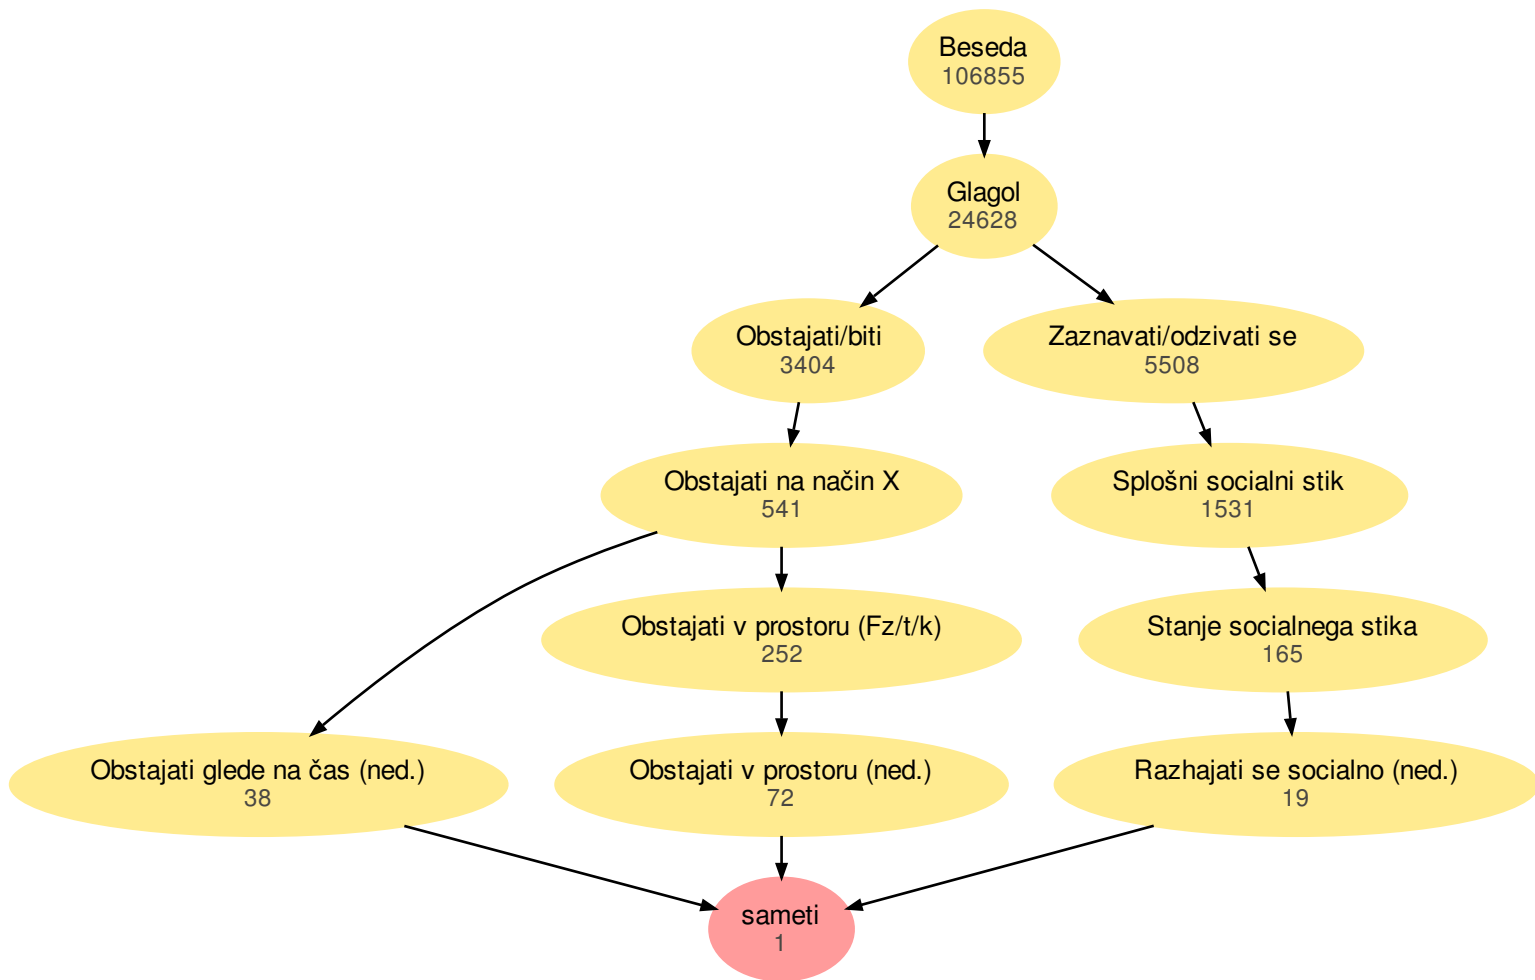 Beseda
106855
Glagol
24628
Obstajati/biti
3404
Zaznavati/odzivati se
5508
Obstajati na način X
541
Splošni socialni stik
1531
Obstajati v prostoru (Fz/t/k)
252
Stanje socialnega stika
165
Obstajati glede na čas (ned.)
38
Obstajati v prostoru (ned.)
72
Razhajati se socialno (ned.)
19
sameti
1